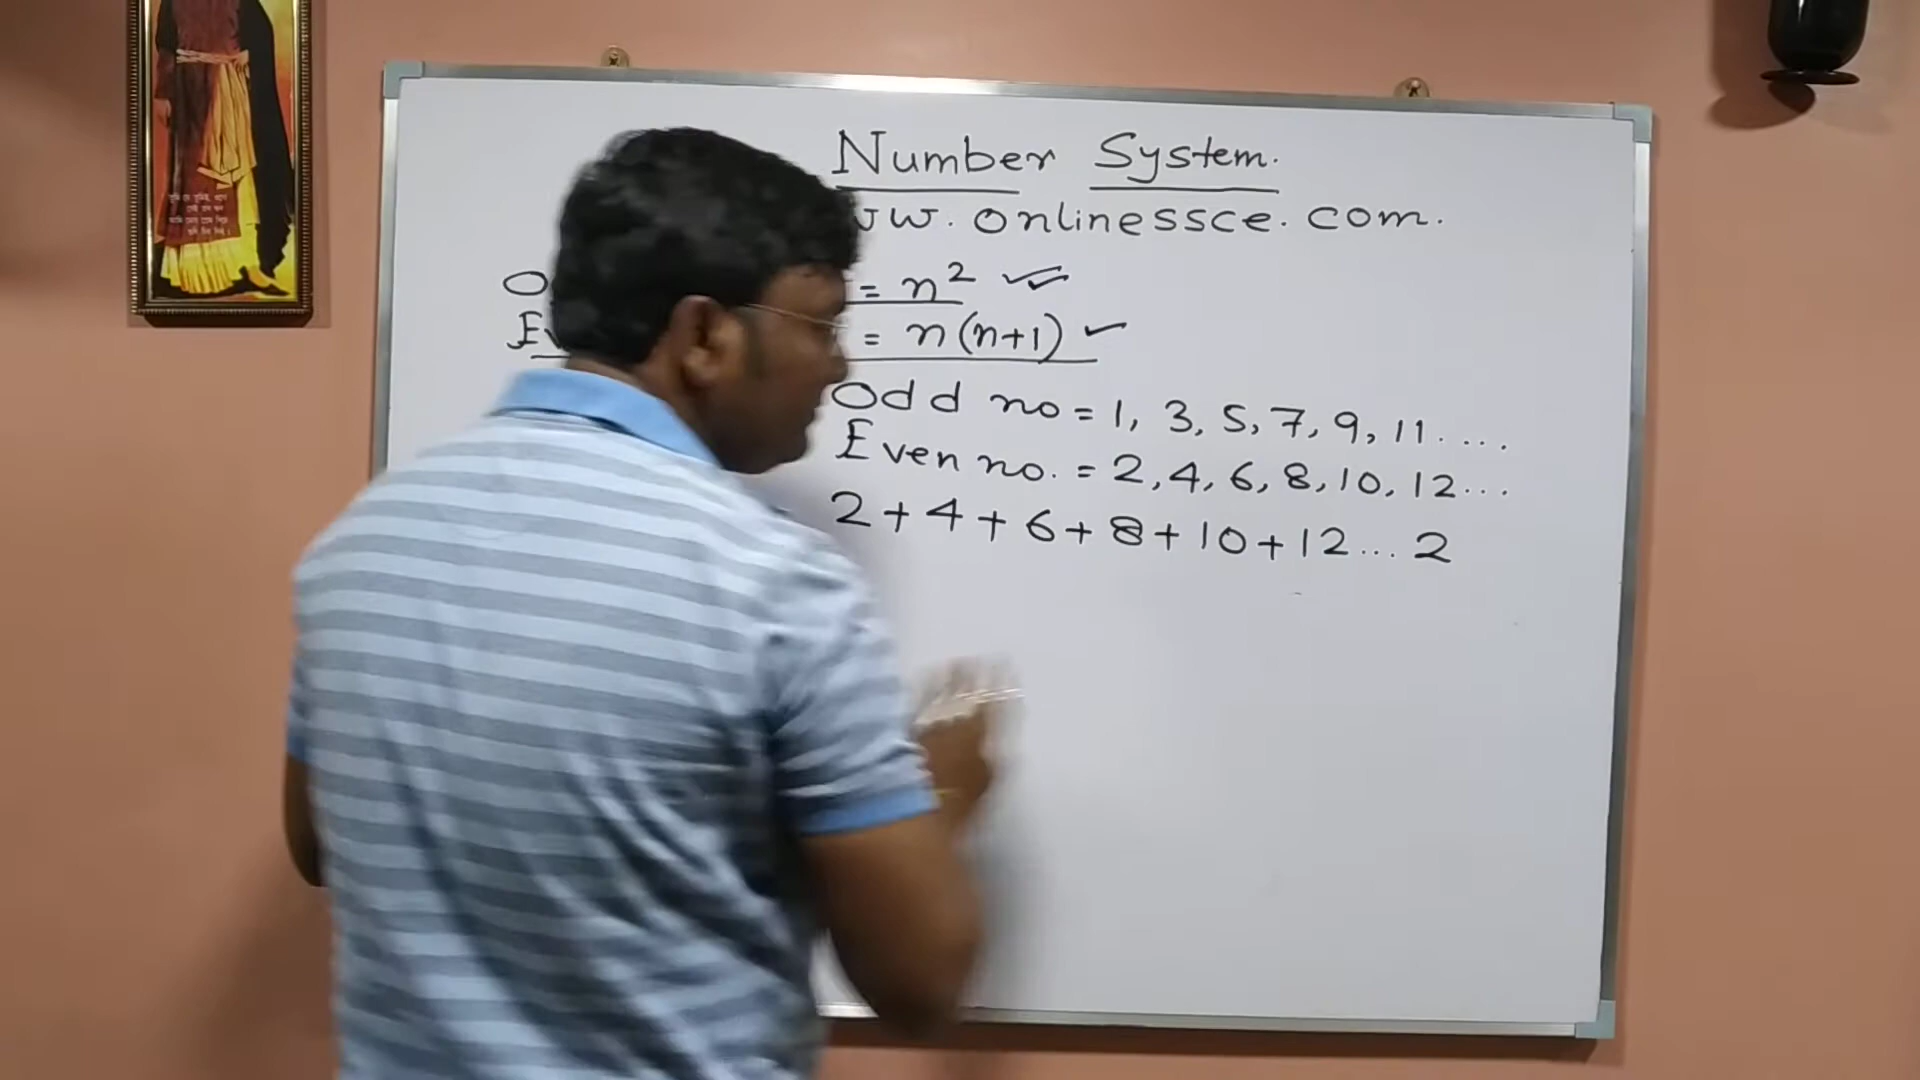 Number System.
w. onlinessce. com.
= n² ✓✓
= n(n+1) ✓
Odd no = 1, 3, 5, 7, 9, 11....
Even no. = 2, 4, 6, 8, 10, 12...
2+4+6+8+10+12... 2